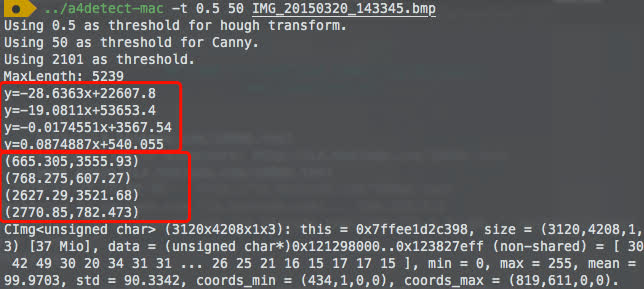 ../a4detect-mac -t 0.5 50 IMG_20150320_143345.bmp
Using 0.5 as threshold for hough transform.
Using 50 as threshold for Canny.
Using 2101 as threshold.
MaxLength: 5239
y=-28.6363x+22607.8
y=-19.0811x+53653.4
y=-0.0174551x+3567.54
y=0.0874887x+540.055
(665.305,3555.93)
(768.275,607.27)
(2627.29,3521.68)
(2770.85,782.473)
CImg<unsigned char> (3120x4208x1x3): this = 0x7ffee1d2c398, size = (3120,4208,1,
3) [37 Mio], data = (unsigned char*)0x121298000..0x123827eff (non-shared) = [ 30
42 49 30 20 34 31 31 ... 26 25 21 16 15 17 17 15 ], min = 0, max = 255, mean =
99.9703, std = 90.3342, coords_min = (434,1,0,0), coords_max = (819,611,0,0).